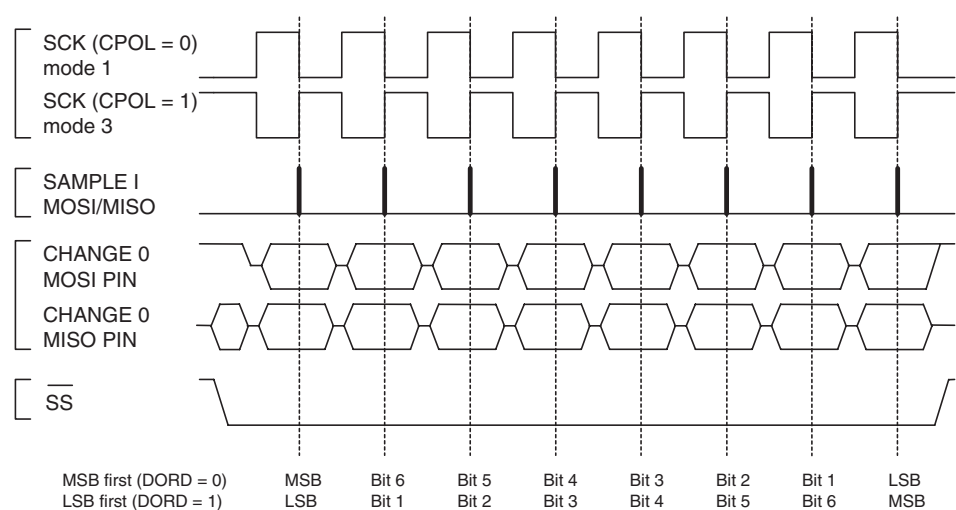 SCK (CPOL = 0)
mode 1
SCK (CPOL = 1)
mode 3
SAMPLE I
MOSI/MISO
CHANGE 0
MOSI PIN
CHANGE 0
MISO PIN
SS
MSB first (DORD = 0) MSB Bit 6 Bit 5 Bit 4 Bit 3 Bit 2 Bit 1 LSB
LSB first (DORD = 1) LSB Bit 1 Bit 2 Bit 3 Bit 4 Bit 5 Bit 6 MSB